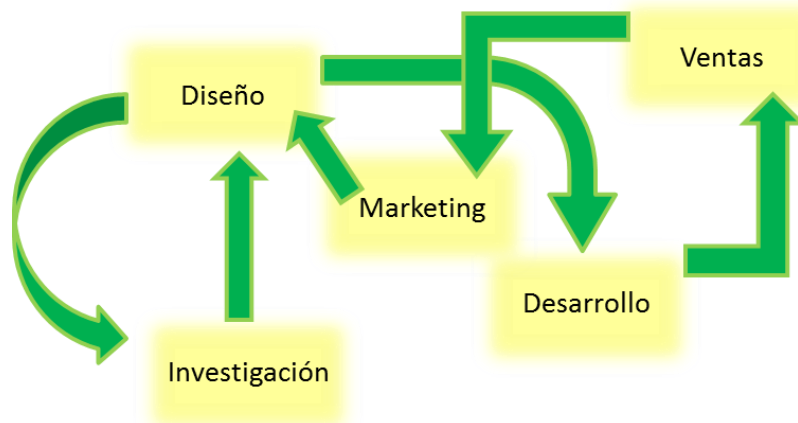 Ventas
Diseño
Marketing
Desarrollo
Investigación